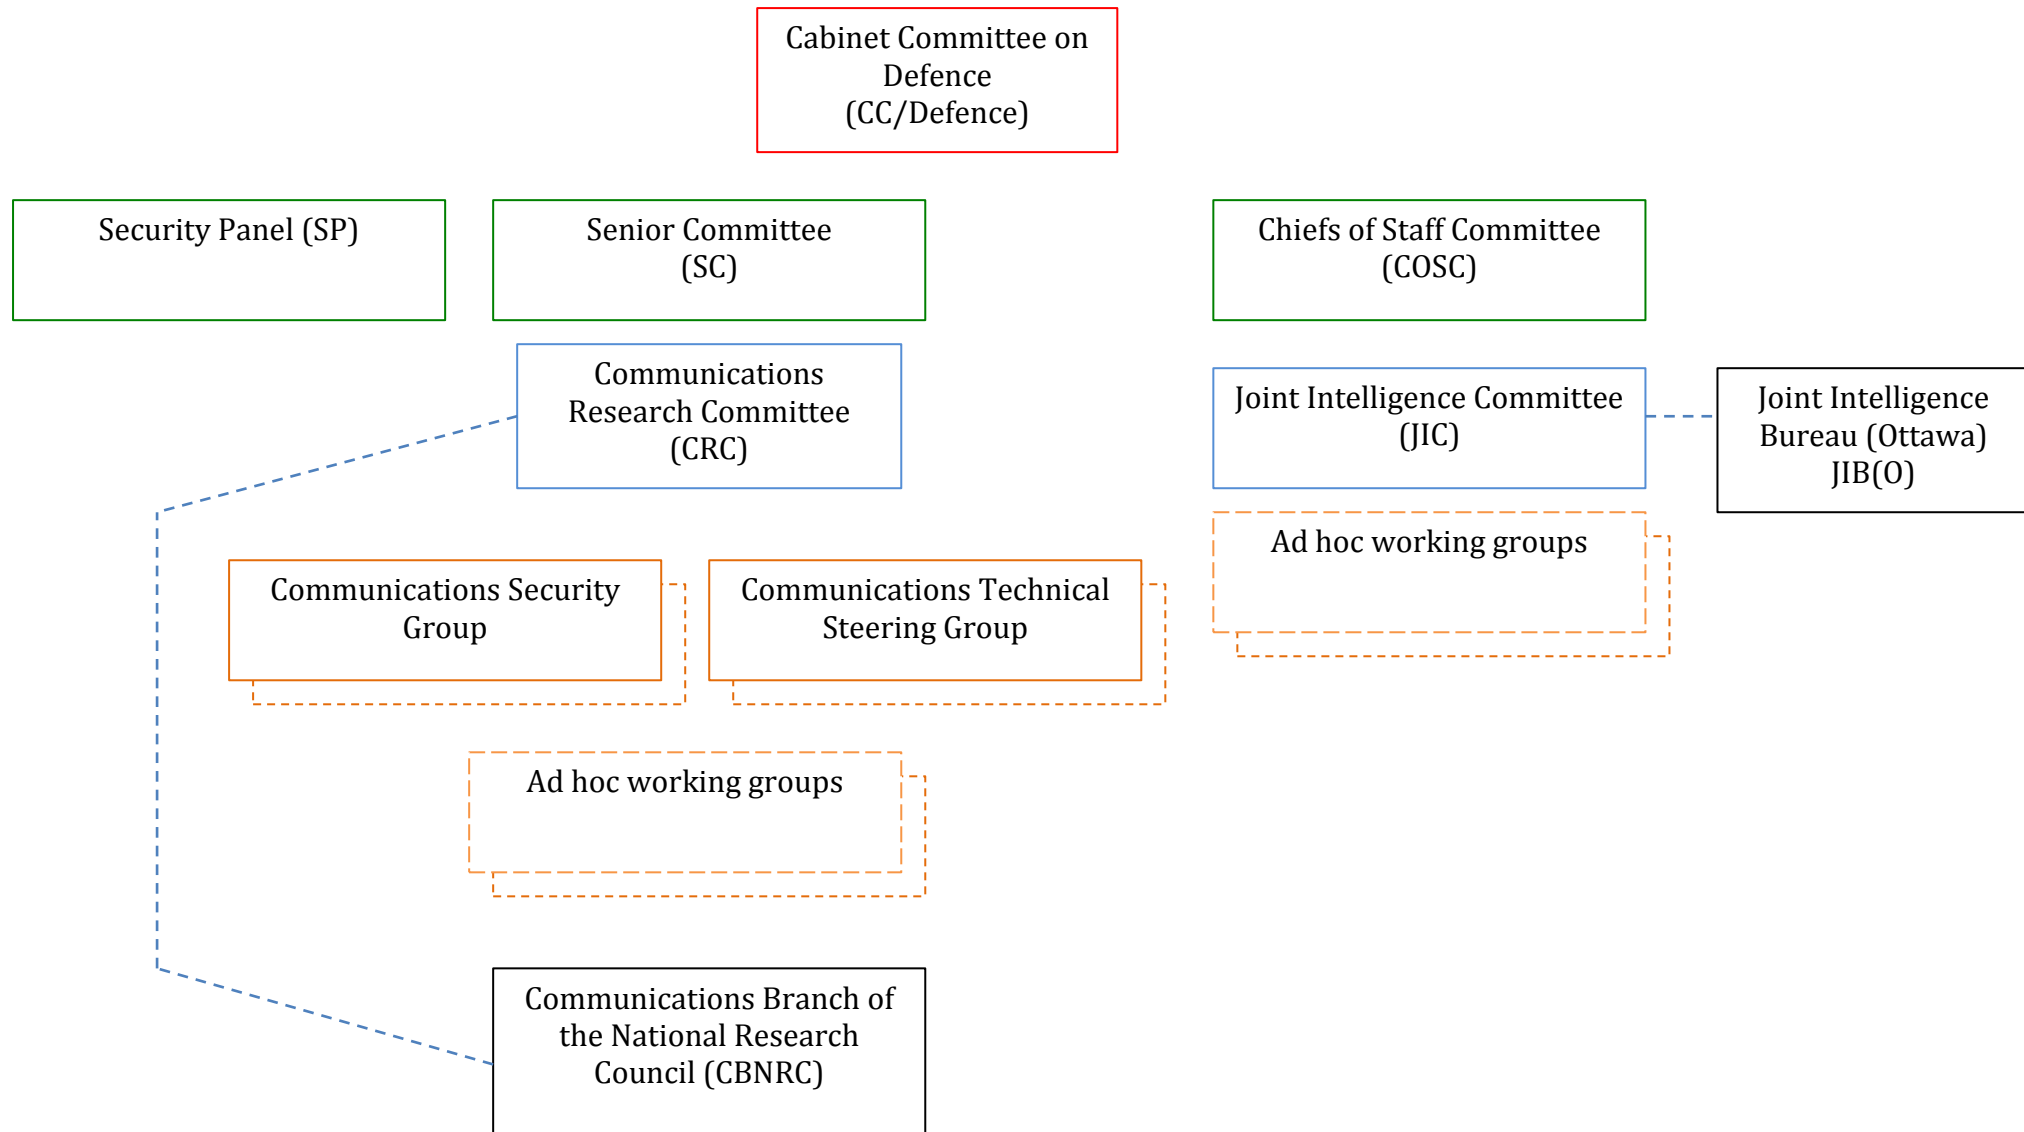 Cabinet Committee on
Defence
(CC/Defence)
Security Panel (SP)
Senior Committee
(SC)
Chiefs of Staff Committee
(COSC)
Communications
Research Committee
(CRC)
Joint Intelligence Committee
(JIC)
Joint Intelligence
Bureau (Ottawa)
JIB(O)
Ad hoc working groups
Communications Security
Group
Communications Technical
Steering Group
Ad hoc working groups
Communications Branch of
the National Research
Council (CBNRC)